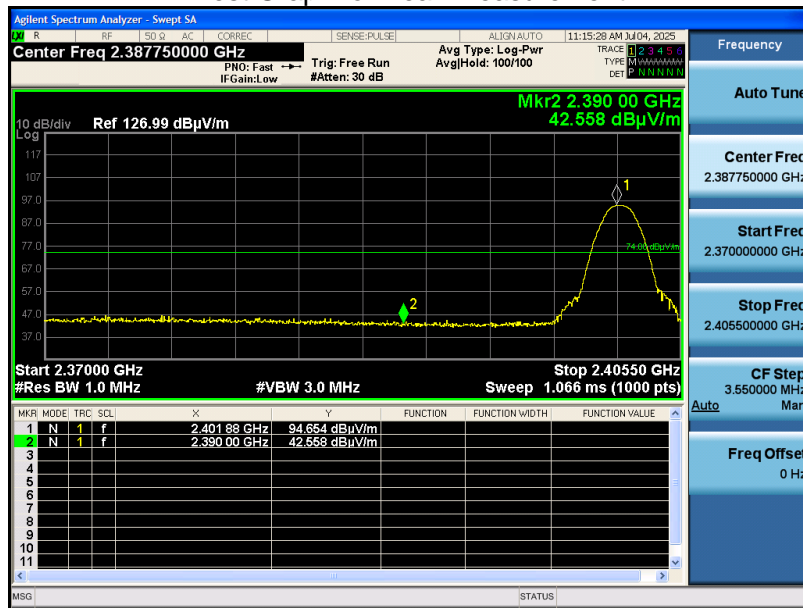 Agilent Spectrum Analyzer - Swept SA
LXI R RF 50 Ω AC CORREC SENSE:PULSE ALIGN AUTO 11:15:28 AM Jul 04, 2025
Center Freq 2.387750000 GHz
PNO: Fast
IFGain:Low
Trig: Free Run
#Atten: 30 dB
Avg Type: Log-Pwr
Avg|Hold: 100/100
TRACE 1 2 3 4 5 6
TYPE M
DET P N N N N N
Mkr2 2.390 00 GHz
42.558 dBµV/m
10 dB/div Ref 126.99 dBµV/m
Log
117
107
97.0
87.0
77.0
67.0
57.0
47.0
37.0
1
74.00 dBµV/m
2
Start 2.37000 GHz Stop 2.40550 GHz
#Res BW 1.0 MHz #VBW 3.0 MHz Sweep 1.066 ms (1000 pts)
MKR MODE TRC SCL X Y FUNCTION FUNCTION WIDTH FUNCTION VALUE
1 N 1 f 2.401 88 GHz 94.654 dBµV/m
2 N 1 f 2.390 00 GHz 42.558 dBµV/m
3
4
5
6
7
8
9
10
11
MSG STATUS
Frequency
Auto Tune
Center Freq
2.387750000 GHz
Start Freq
2.370000000 GHz
Stop Freq
2.405500000 GHz
CF Step
3.550000 MHz
Auto Man
Freq Offset
0 Hz